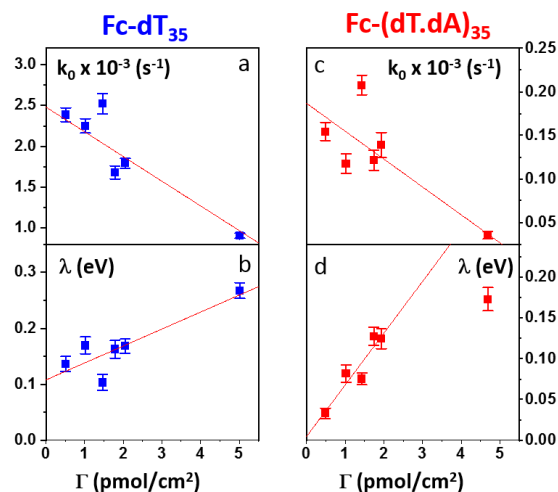 Fc-dT35
Fc-(dT.dA)35
k0 x 10-3 (s-1)
a
3.0
2.5
2.0
1.5
1.0
c
k0 x 10-3 (s-1)
0.25
0.20
0.15
0.10
0.05
λ (eV)
b
0.3
0.2
0.1
0.0
d
λ (eV)
0.20
0.15
0.10
0.05
0.00
0 1 2 3 4 5
0 1 2 3 4 5
Γ (pmol/cm2)
Γ (pmol/cm2)